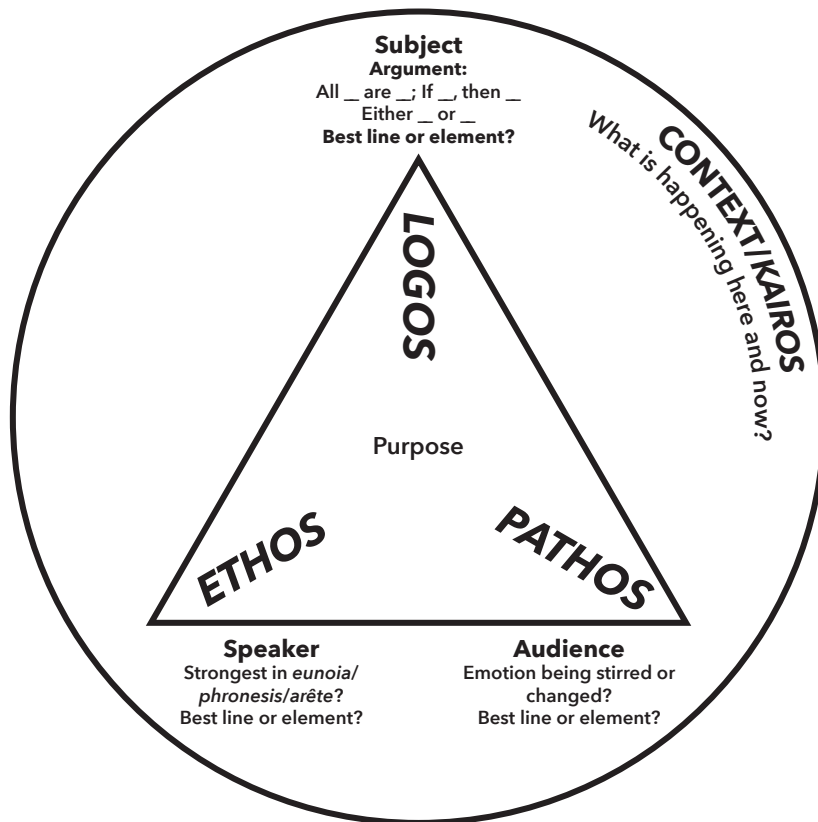 Subject
Argument:
All __ are __; If __, then __
Either __ or __
Best line or element?
CONTEXT/KAIROS
What is happening here and now?
LOGOS
Purpose
ETHOS
PATHOS
Speaker
Strongest in eunoia/
phronesis/arête?
Best line or element?
Audience
Emotion being stirred or
changed?
Best line or element?